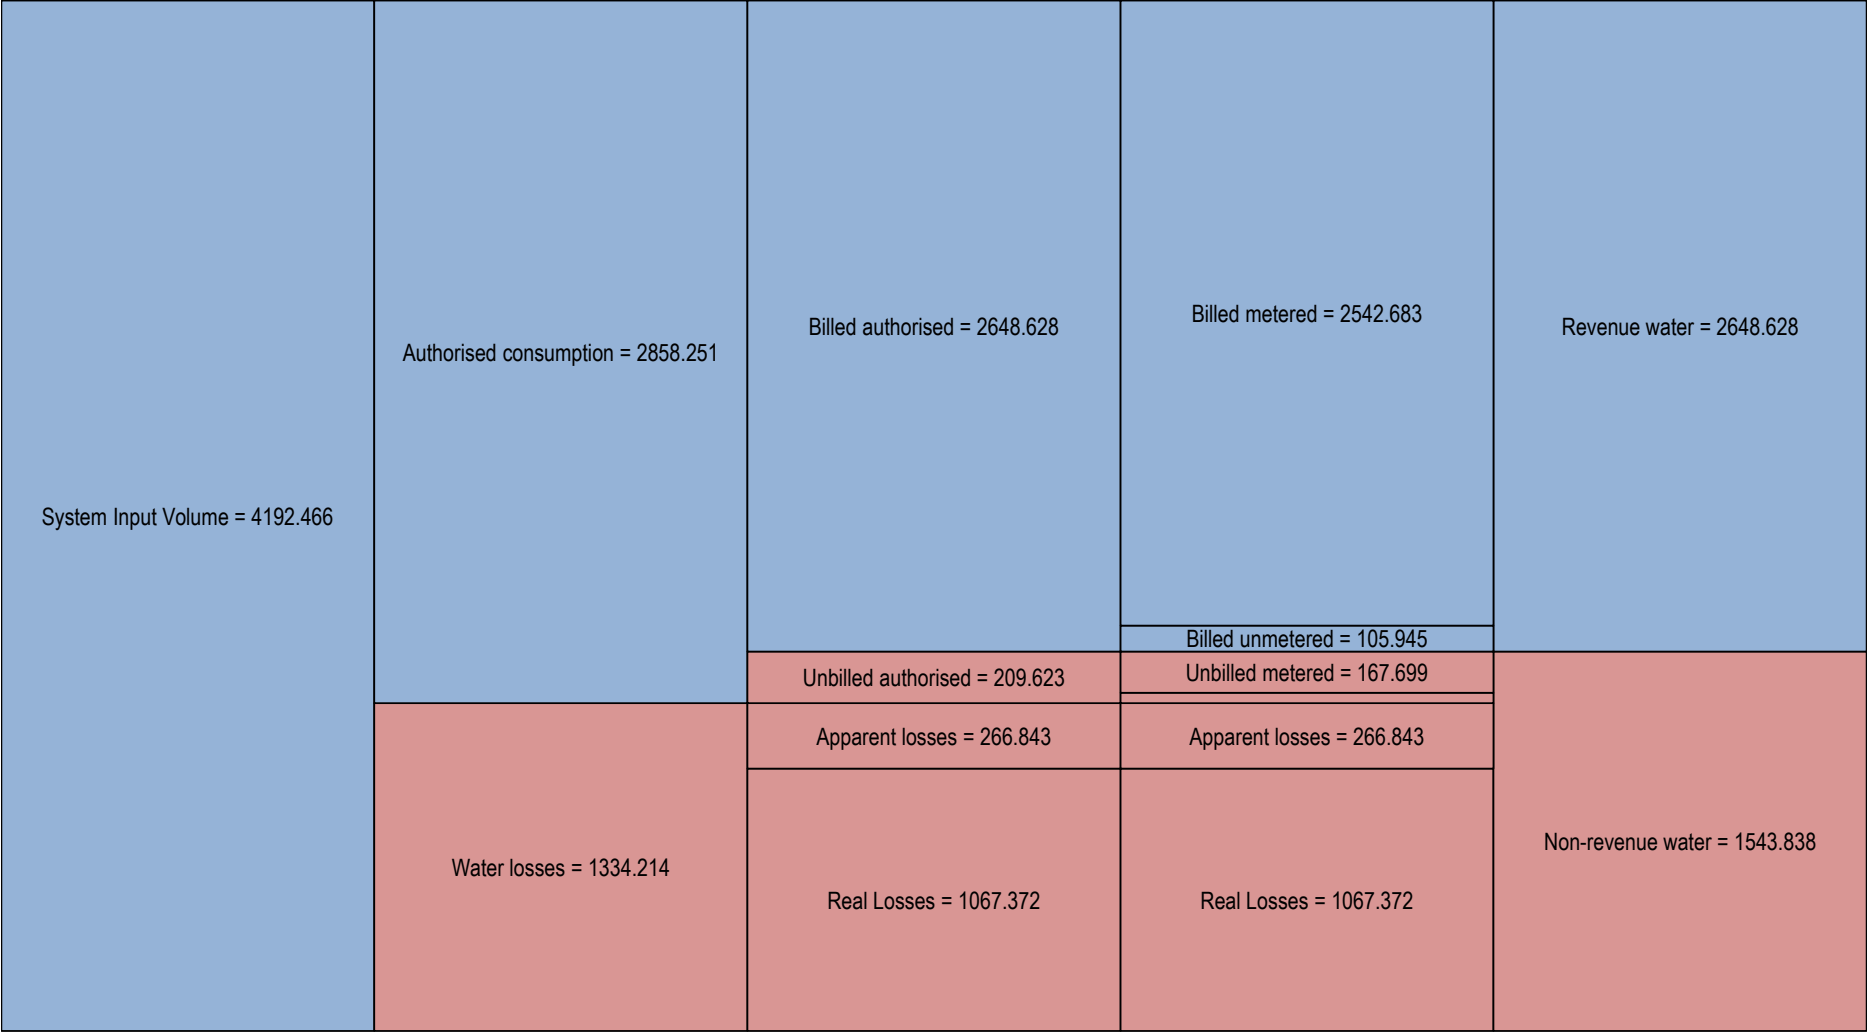 System Input Volume = 4192.466
Authorised consumption = 2858.251
Water losses = 1334.214
Billed authorised = 2648.628
Unbilled authorised = 209.623
Apparent losses = 266.843
Real Losses = 1067.372
Billed metered = 2542.683
Billed unmetered = 105.945
Unbilled metered = 167.699
Apparent losses = 266.843
Real Losses = 1067.372
Revenue water = 2648.628
Non-revenue water = 1543.838